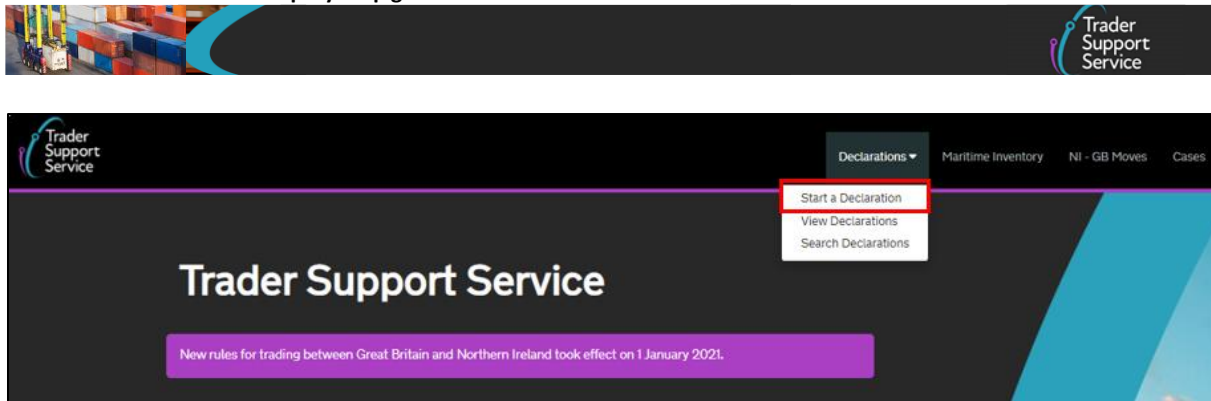 Trader
Support
Service
Trader
Support
Service
Declarations
Maritime Inventory
NI - GB Moves
Cases
Start a Declaration
View Declarations
Search Declarations
Trader Support Service
New rules for trading between Great Britain and Northern Ireland took effect on 1 January 2021.